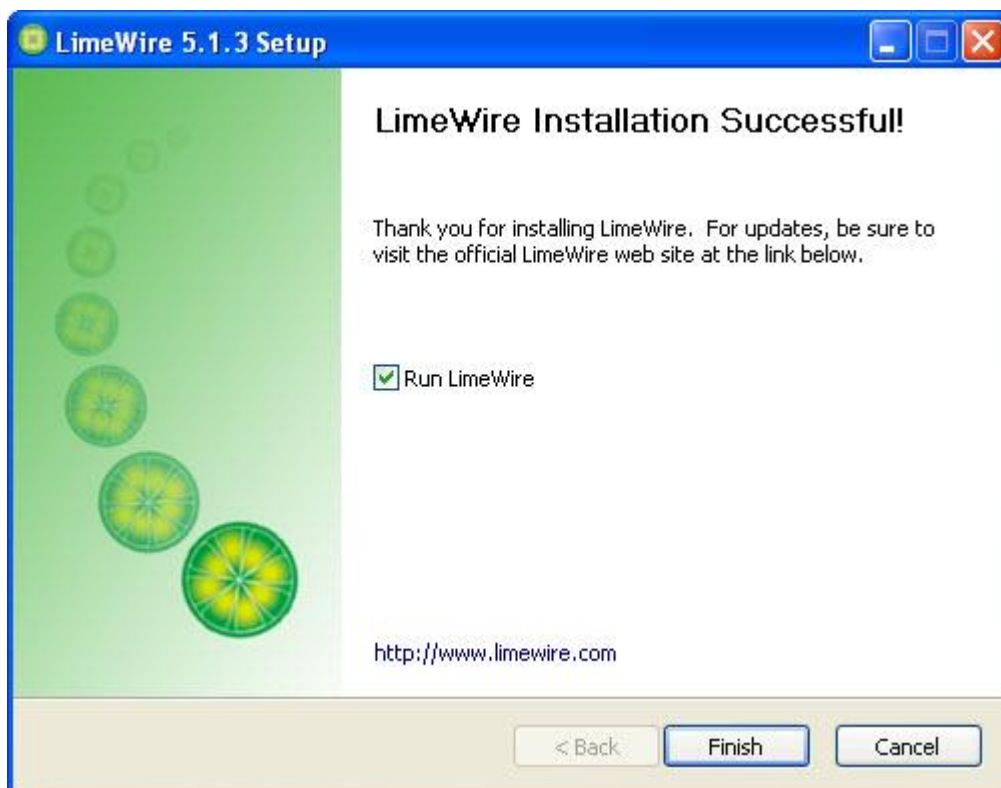 LimeWire 5.1.3 Setup
LimeWire Installation Successful!
Thank you for installing LimeWire. For updates, be sure to
visit the official LimeWire web site at the link below.
Run LimeWire
http://www.limewire.com
< Back
Finish
Cancel